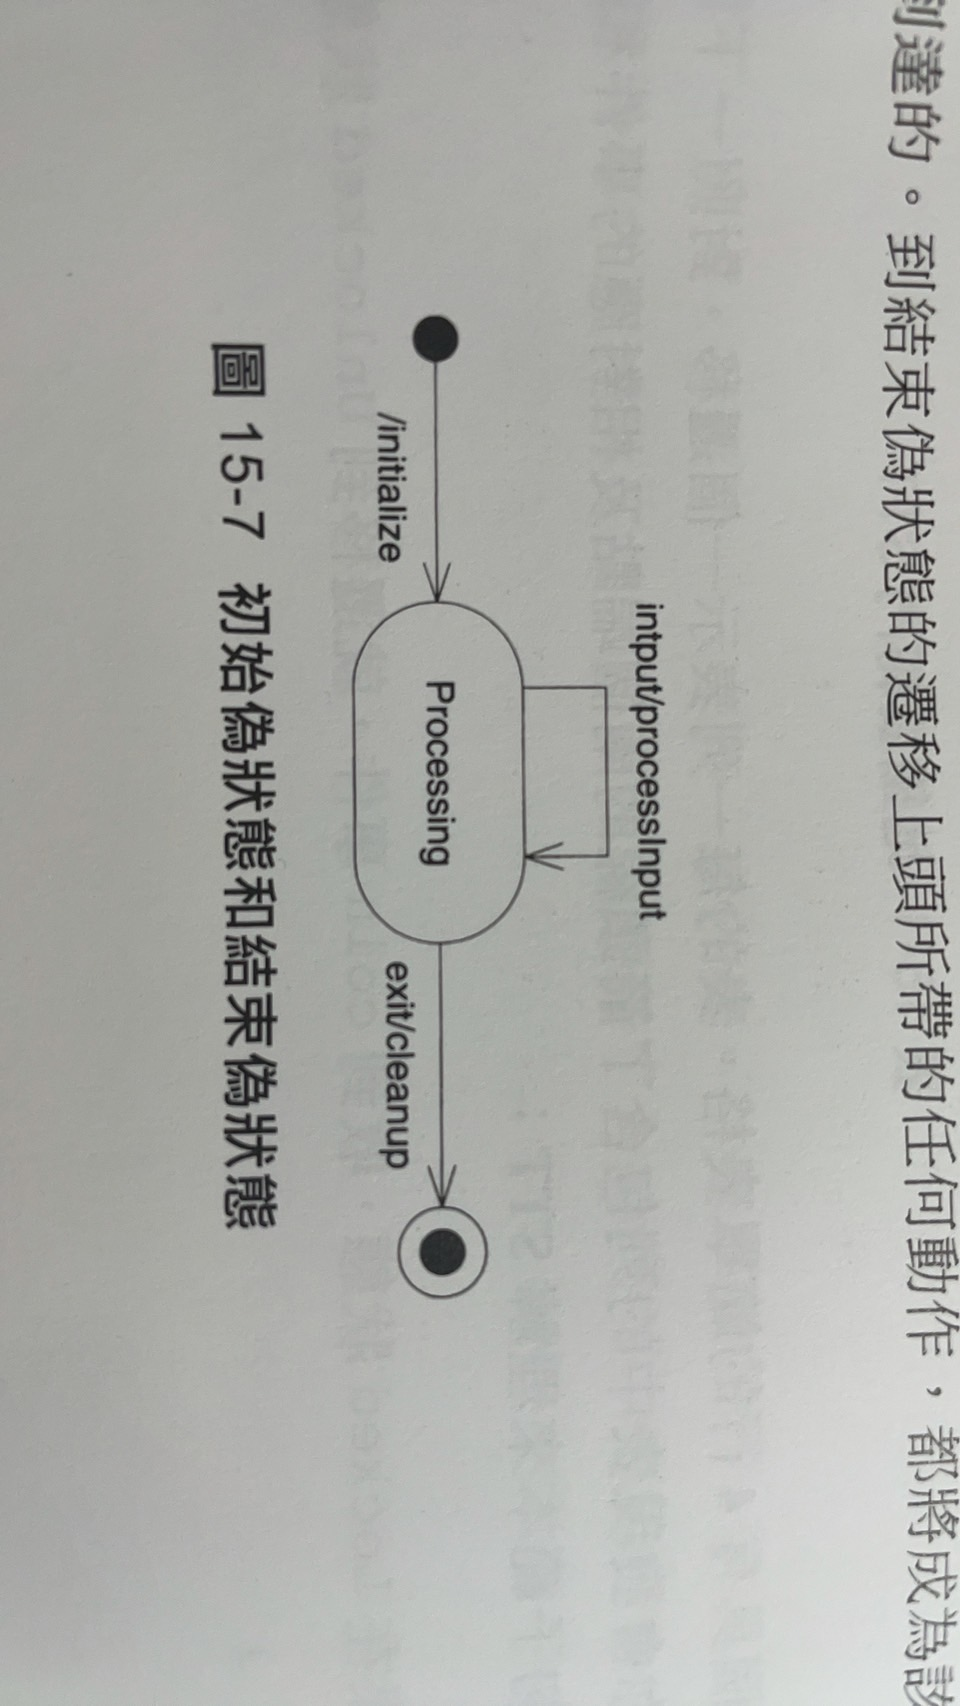 到達的。到結束偽狀態的遷移上頭所帶的任何動作，都將成為該
intput/processInput
/initialize
Processing
exit/cleanup
圖 15-7 初始偽狀態和結束偽狀態